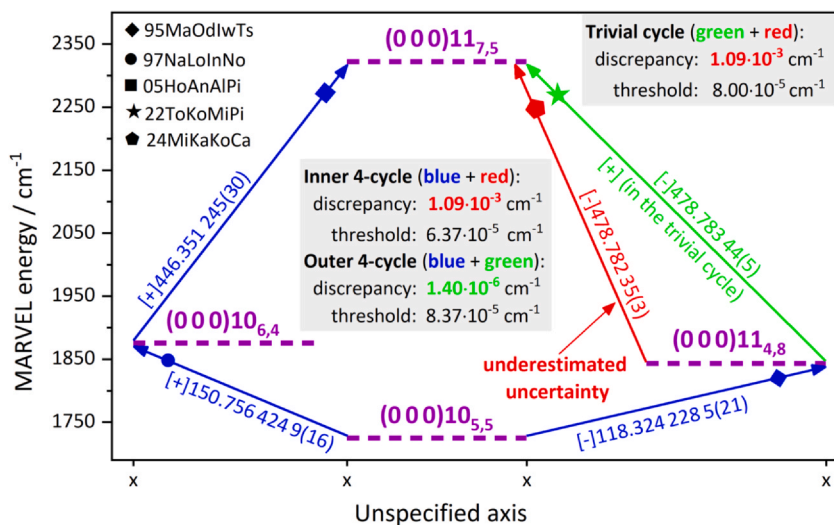 95MaOdIwTs
97NaLoInNo
05HoAnAlPi
22ToKoMiPi
24MiKaKoCa
(0 0 0)11₇,₅
Trivial cycle (green + red):
discrepancy: 1.09·10⁻³ cm⁻¹
threshold: 8.00·10⁻⁵ cm⁻¹
Inner 4-cycle (blue + red):
discrepancy: 1.09·10⁻³ cm⁻¹
threshold: 6.37·10⁻⁵ cm⁻¹
Outer 4-cycle (blue + green):
discrepancy: 1.40·10⁻⁶ cm⁻¹
threshold: 8.37·10⁻⁵ cm⁻¹
[+]446.351 245(30)
[-]478.782 35(3)
[-]478.783 44(5)
[+] (in the trivial cycle)
(0 0 0)10₆,₄
(0 0 0)11₄,₈
underestimated
uncertainty
[+]150.756 424 9(16)
(0 0 0)10₅,₅
[-]118.324 228 5(21)
MARVEL energy / cm⁻¹
2350
2250
2150
2050
1950
1850
1750
x
x
x
x
Unspecified axis